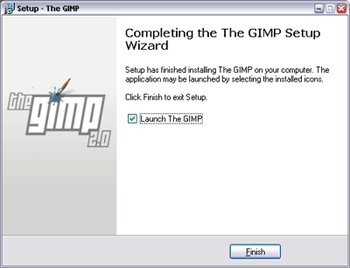 Setup - The GIMP
Completing the The GIMP Setup
Wizard
Setup has finished installing The GIMP on your computer. The
application may be launched by selecting the installed icons.
Click Finish to exit Setup.
Launch The GIMP
the
gimp
2.0
Finish